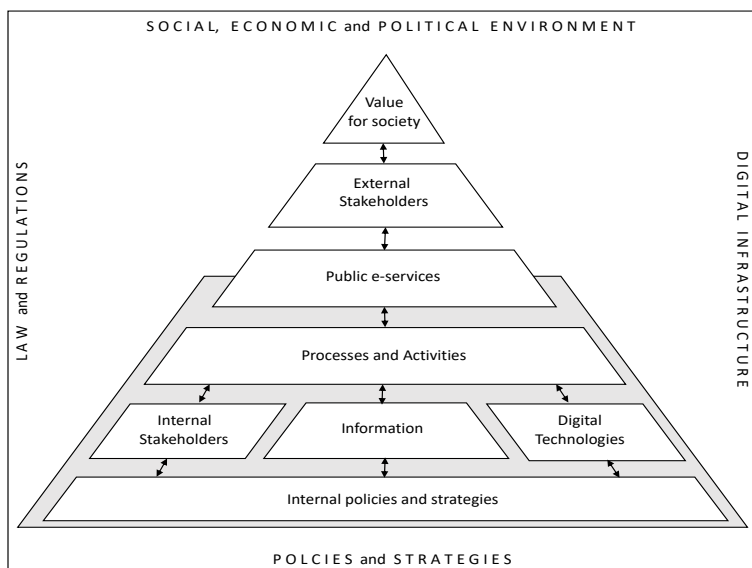 SOCIAL, ECONOMIC and POLITICAL ENVIRONMENT
Value
for society
LAW and REGULATIONS
DIGITAL INFRASTRUCTURE
External
Stakeholders
Public e-services
Processes and Activities
Internal
Stakeholders
Information
Digital
Technologies
Internal policies and strategies
POLCIES and STRATEGIES